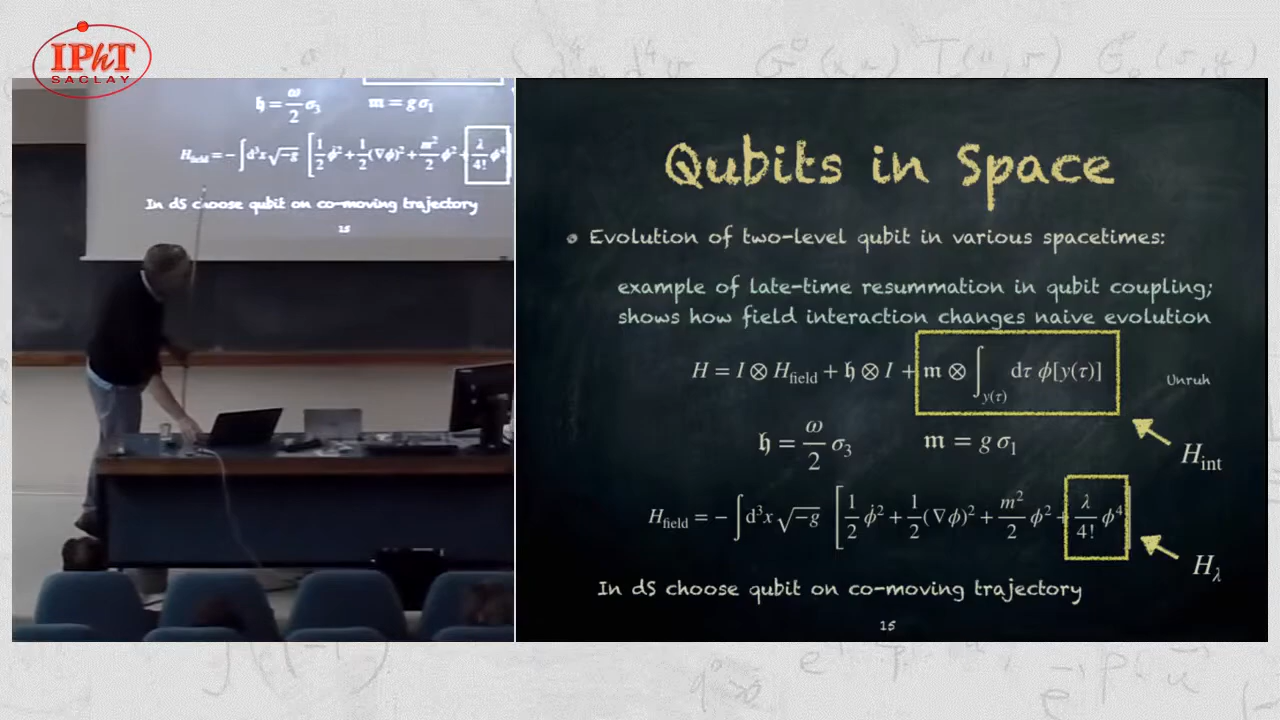 IPhT
SACLAY
𝔥 = ω/2 σ₃    𝔪 = g σ₁
H_field = − ∫ d³x √−g [ 1/2 ϕ̇² + 1/2 (∇ϕ)² + m²/2 ϕ² + λ/4! ϕ⁴
In dS choose qubit on co-moving trajectory
15
Qubits in Space
• Evolution of two-level qubit in various spacetimes:
example of late-time resummation in qubit coupling;
shows how field interaction changes naive evolution
H = I ⊗ H_field + 𝔥 ⊗ I + 𝔪 ⊗ ∫_y(τ) dτ ϕ[y(τ)]
Unruh
𝔥 = ω/2 σ₃    𝔪 = g σ₁
H_int
H_field = − ∫ d³x √−g [ 1/2 ϕ̇² + 1/2 (∇ϕ)² + m²/2 ϕ² + λ/4! ϕ⁴ ]
H_λ
In dS choose qubit on co-moving trajectory
15